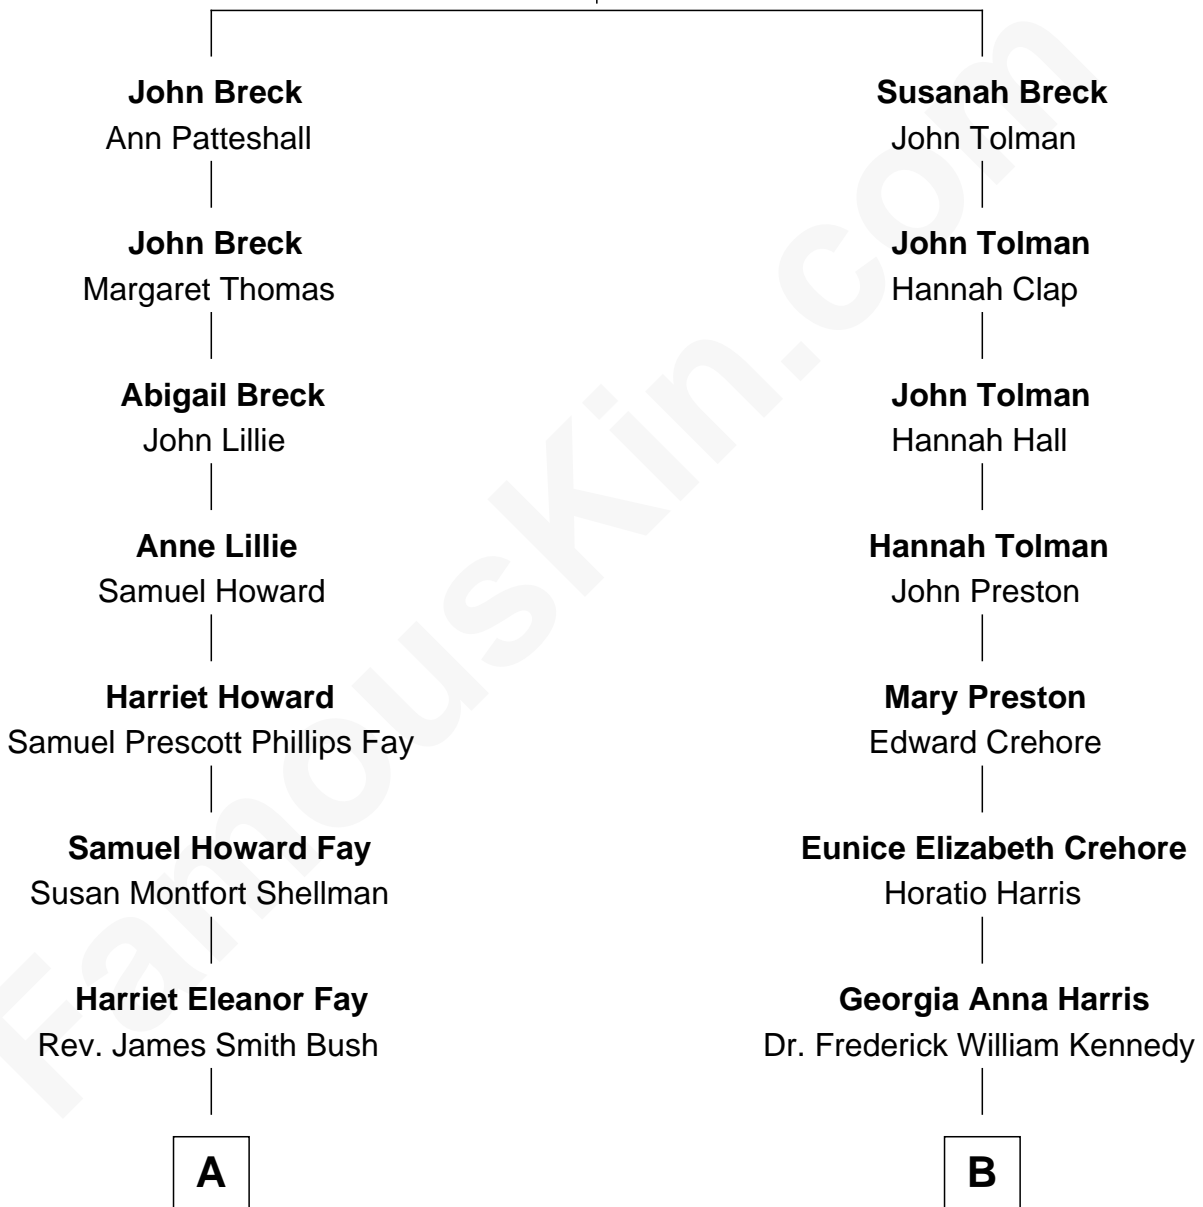 John Breck
Ann Patteshall
Susanah Breck
John Tolman
John Breck
Margaret Thomas
John Tolman
Hannah Clap
Abigail Breck
John Lillie
John Tolman
Hannah Hall
Anne Lillie
Samuel Howard
Hannah Tolman
John Preston
Harriet Howard
Samuel Prescott Phillips Fay
Mary Preston
Edward Crehore
Samuel Howard Fay
Susan Montfort Shellman
Eunice Elizabeth Crehore
Horatio Harris
Harriet Eleanor Fay
Rev. James Smith Bush
Georgia Anna Harris
Dr. Frederick William Kennedy
A
B
FamousKin.com